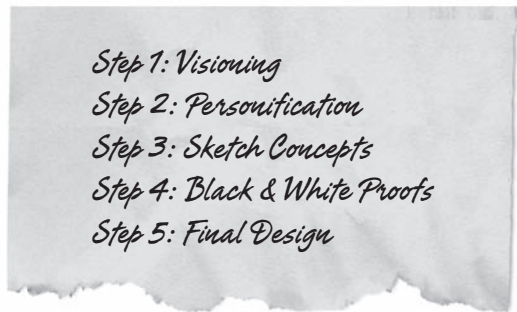 Step 1: Visioning
Step 2: Personification
Step 3: Sketch Concepts
Step 4: Black & White Proofs
Step 5: Final Design